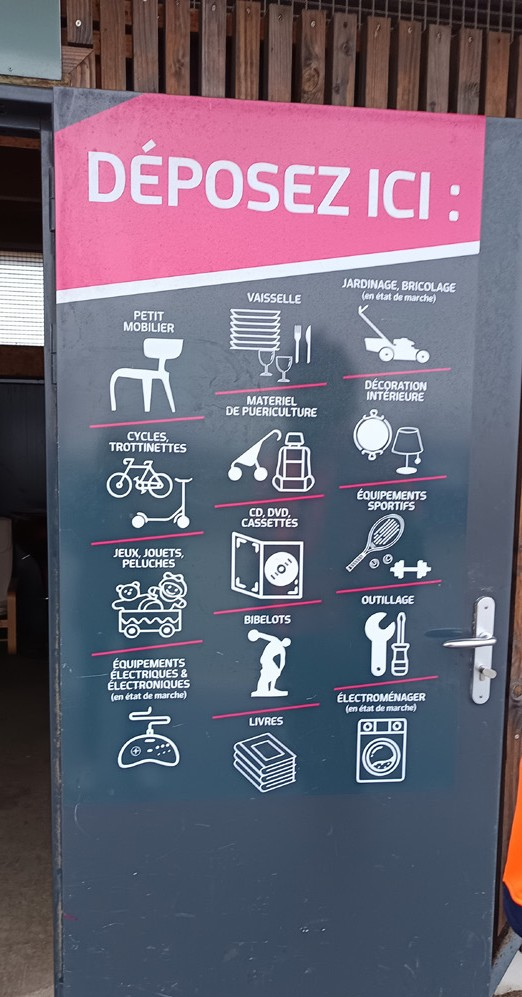 DÉPOSEZ ICI :
PETIT
MOBILIER
CYCLES,
TROTTINETTES
JEUX, JOUETS,
PELUCHES
ÉQUIPEMENTS
ÉLECTRIQUES &
ÉLECTRONIQUES
(en état de marche)
VAISSELLE
MATERIEL
DE PUERICULTURE
CD, DVD,
CASSETTES
BIBELOTS
LIVRES
JARDINAGE, BRICOLAGE
(en état de marche)
DÉCORATION
INTÉRIEURE
ÉQUIPEMENTS
SPORTIFS
OUTILLAGE
ÉLECTROMÉNAGER
(en état de marche)